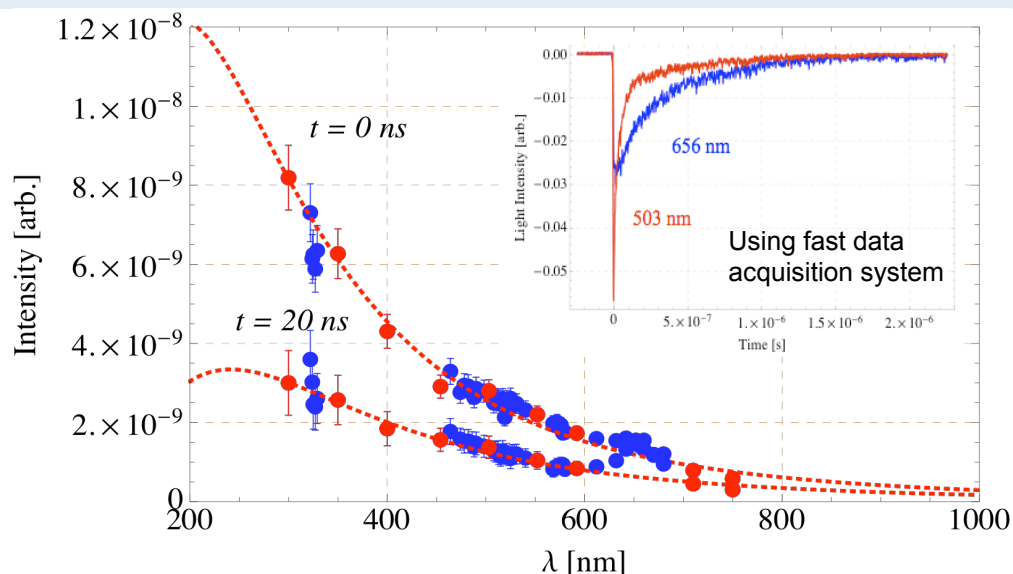 1.2×10⁻⁸
1.×10⁻⁸
8.×10⁻⁹
6.×10⁻⁹
4.×10⁻⁹
2.×10⁻⁹
0
Intensity [arb.]
t = 0 ns
t = 20 ns
200
400
600
800
1000
λ [nm]
0.00
−0.01
−0.02
−0.03
−0.04
−0.05
Light Intensity [arb.]
656 nm
503 nm
Using fast data
acquisition system
0
5.×10⁻⁷
1.×10⁻⁶
1.5×10⁻⁶
2.×10⁻⁶
Time [s]